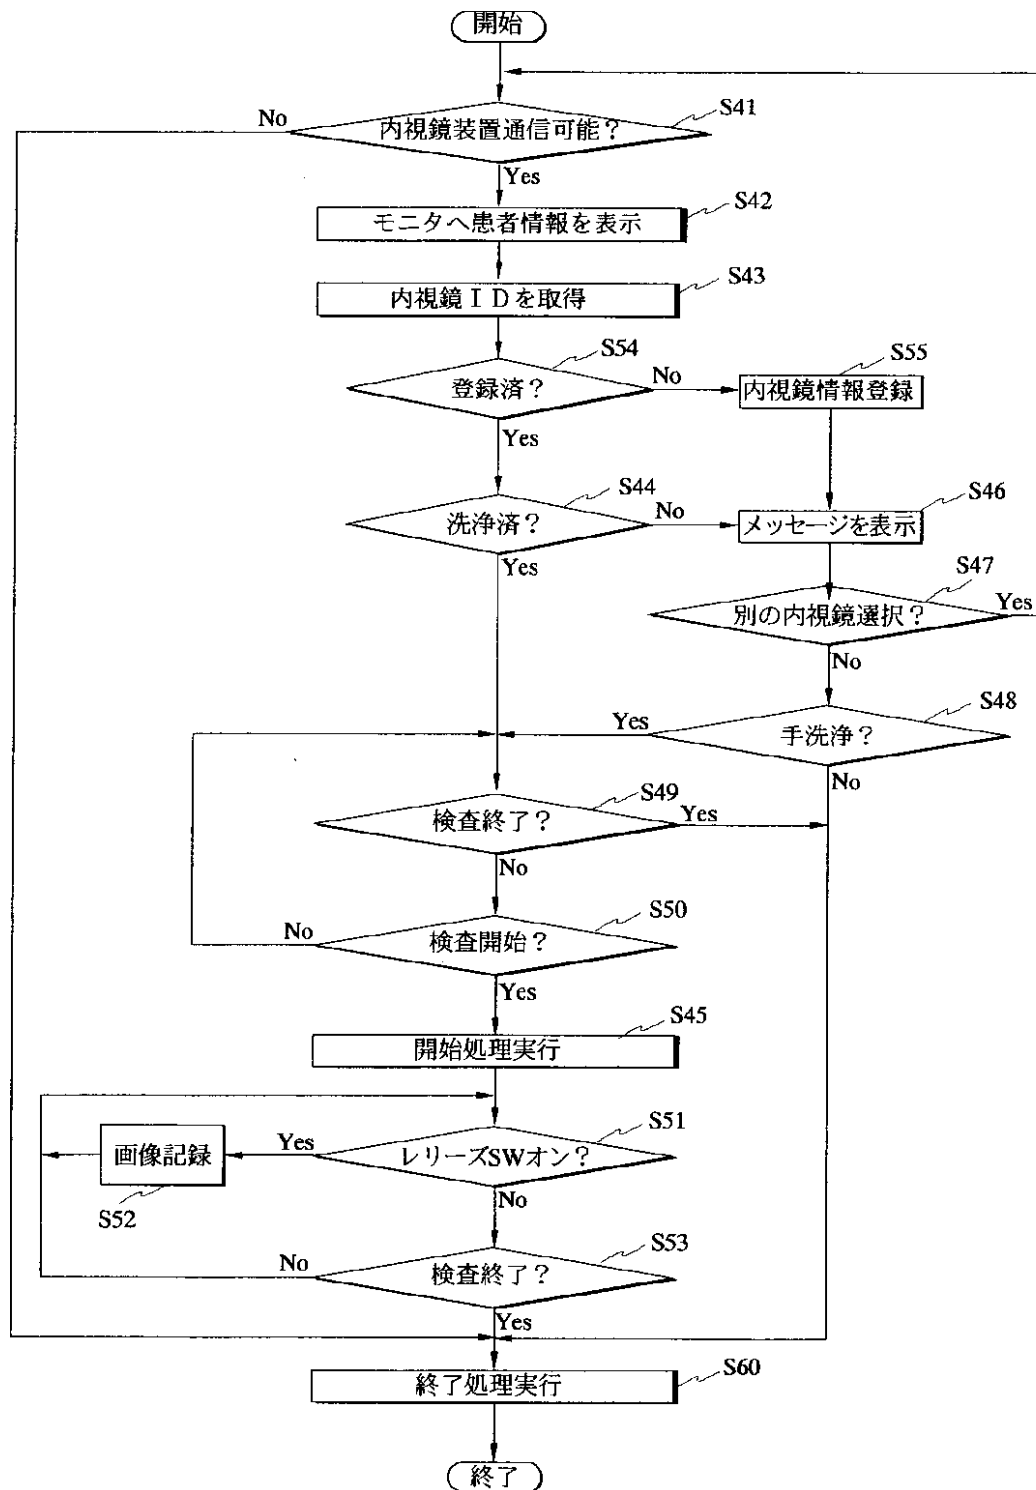 開始
S41
No
内視鏡装置通信可能？
Yes
S42
モニタへ患者情報を表示
S43
内視鏡ＩＤを取得
S54
登録済？
No
S55
内視鏡情報登録
Yes
S44
洗浄済？
No
S46
メッセージを表示
Yes
S47
別の内視鏡選択？
Yes
No
S48
Yes
手洗浄？
No
S49
検査終了？
Yes
No
S50
No
検査開始？
Yes
S45
開始処理実行
S51
画像記録
Yes
レリーズSWオン？
S52
No
S53
No
検査終了？
Yes
S60
終了処理実行
終了